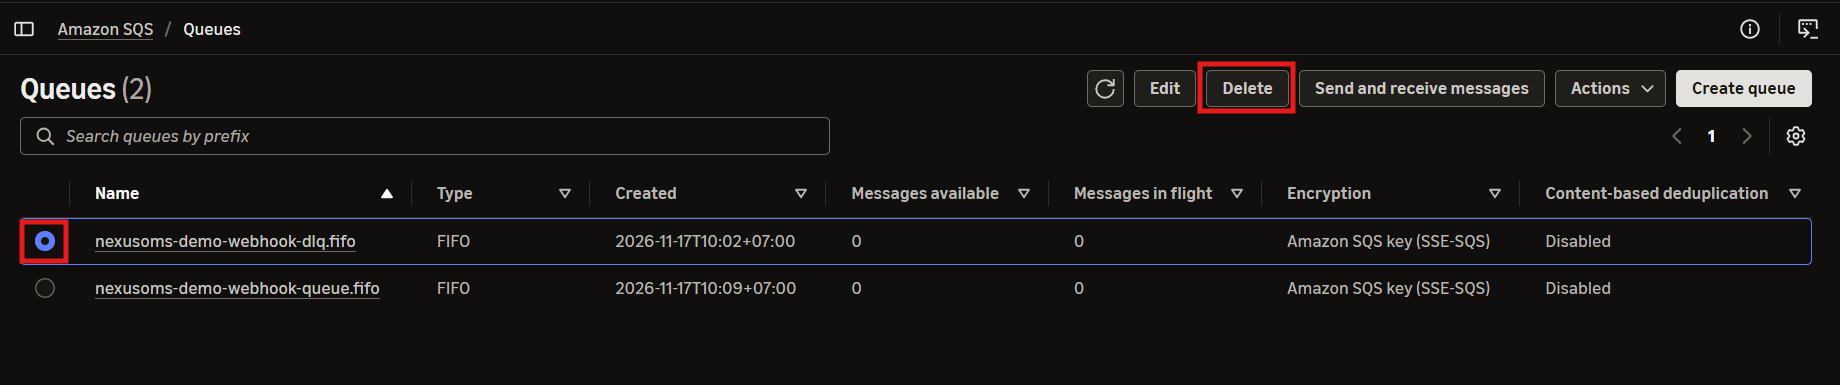 Amazon SQS / Queues
Queues (2)
Edit Delete Send and receive messages Actions Create queue
Search queues by prefix
1
Name Type Created Messages available Messages in flight Encryption Content-based deduplication
nexusoms-demo-webhook-dlq.fifo FIFO 2026-11-17T10:02+07:00 0 0 Amazon SQS key (SSE-SQS) Disabled
nexusoms-demo-webhook-queue.fifo FIFO 2026-11-17T10:09+07:00 0 0 Amazon SQS key (SSE-SQS) Disabled